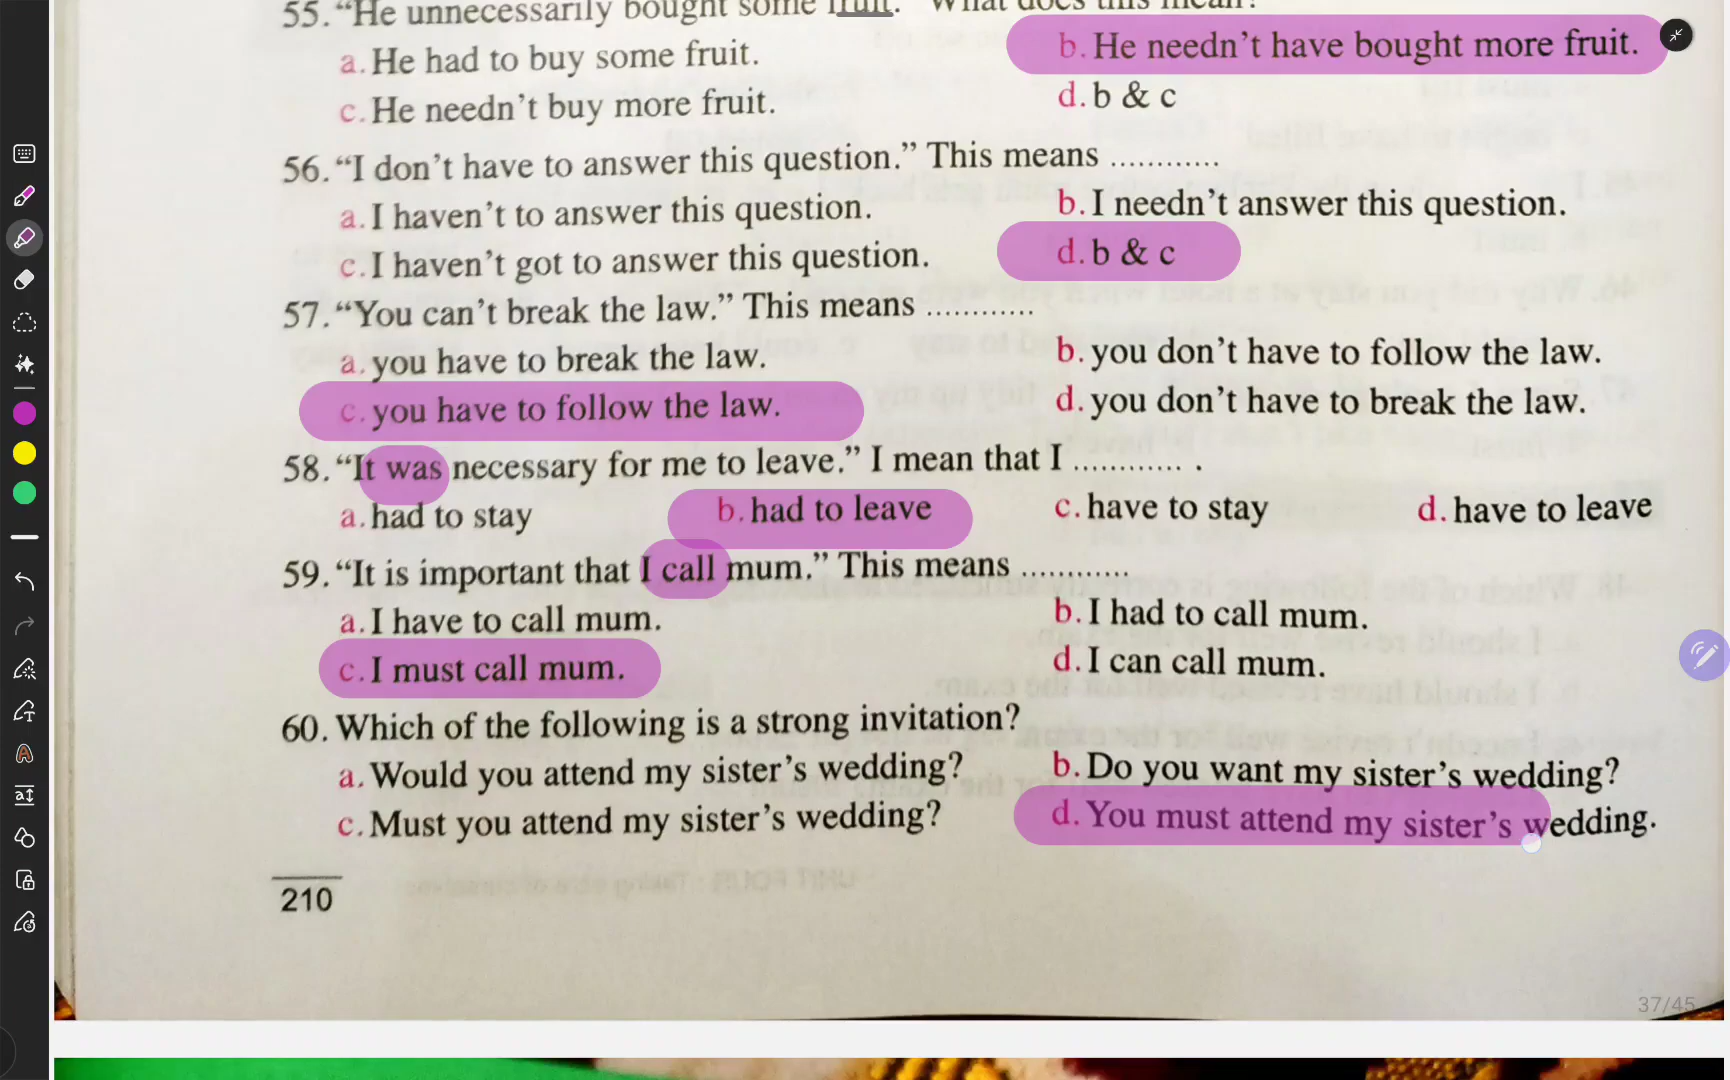 55. “He unnecessarily bought some fruit.” What does this mean?
a. He had to buy some fruit.
b. He needn’t have bought more fruit.
c. He needn’t buy more fruit.
d. b & c
56. “I don’t have to answer this question.” This means ............
a. I haven’t to answer this question.
b. I needn’t answer this question.
c. I haven’t got to answer this question.
d. b & c
57. “You can’t break the law.” This means ............
a. you have to break the law.
b. you don’t have to follow the law.
c. you have to follow the law.
d. you don’t have to break the law.
58. “It was necessary for me to leave.” I mean that I ............ .
a. had to stay b. had to leave c. have to stay d. have to leave
59. “It is important that I call mum.” This means ............
a. I have to call mum.
b. I had to call mum.
c. I must call mum.
d. I can call mum.
60. Which of the following is a strong invitation?
a. Would you attend my sister’s wedding?
b. Do you want my sister’s wedding?
c. Must you attend my sister’s wedding?
d. You must attend my sister’s wedding.
210
37/45